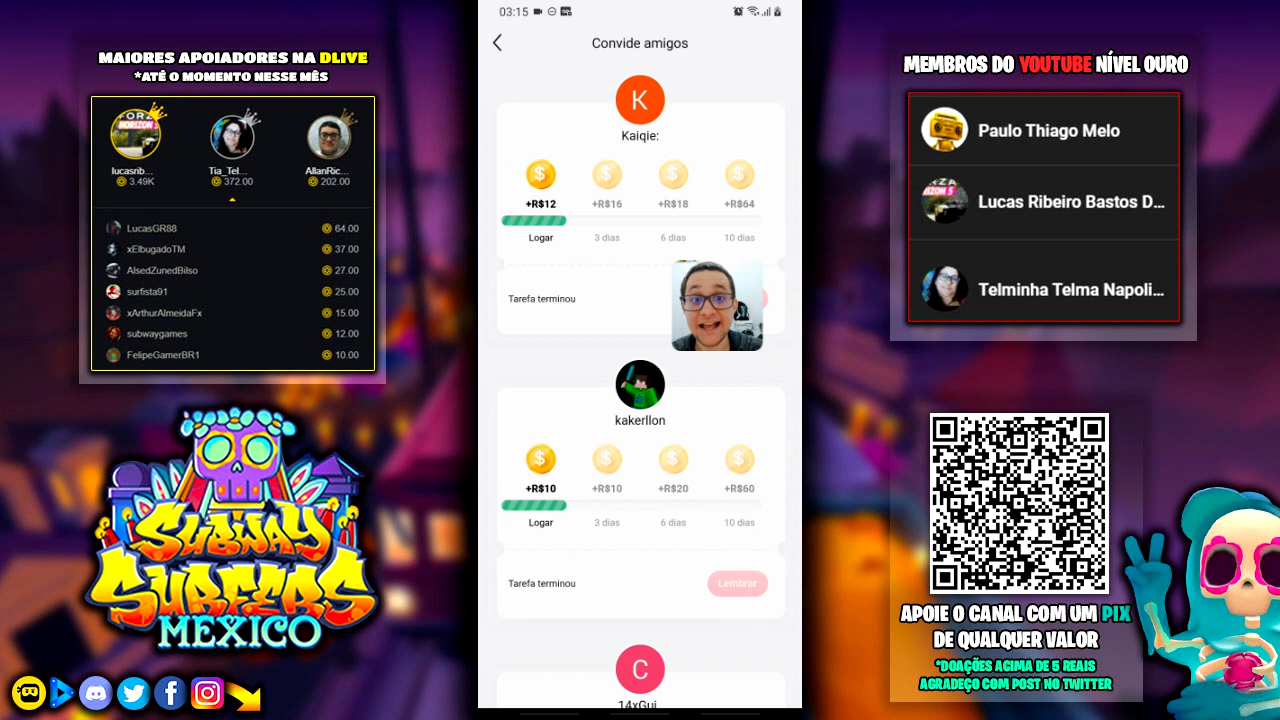 MAIORES APOIADORES NA DLIVE
*ATÉ O MOMENTO NESSE MÊS
FORZ
HORIZON 5
lucasrib...
3.49K
Tia_Tel...
372.00
AllanRic...
202.00
LucasGR88 64.00
xElbugadoTM 37.00
AlsedZunedBilso 27.00
surfista91 25.00
xArthurAlmeidaFx 15.00
subwaygames 12.00
FelipeGamerBR1 10.00
SUBWAY
SURFERS
MEXICO
03:15
Convide amigos
K
Kaiqie:
+R$12 +R$16 +R$18 +R$64
Logar 3 dias 6 dias 10 dias
Tarefa terminou
kakerllon
+R$10 +R$10 +R$20 +R$60
Logar 3 dias 6 dias 10 dias
Tarefa terminou
Lembrar
C
14xGui
MEMBROS DO YOUTUBE NÍVEL OURO
Paulo Thiago Melo
Lucas Ribeiro Bastos D...
Telminha Telma Napoli...
APOIE O CANAL COM UM PIX
DE QUALQUER VALOR
*DOAÇÕES ACIMA DE 5 REAIS
AGRADEÇO COM POST NO TWITTER